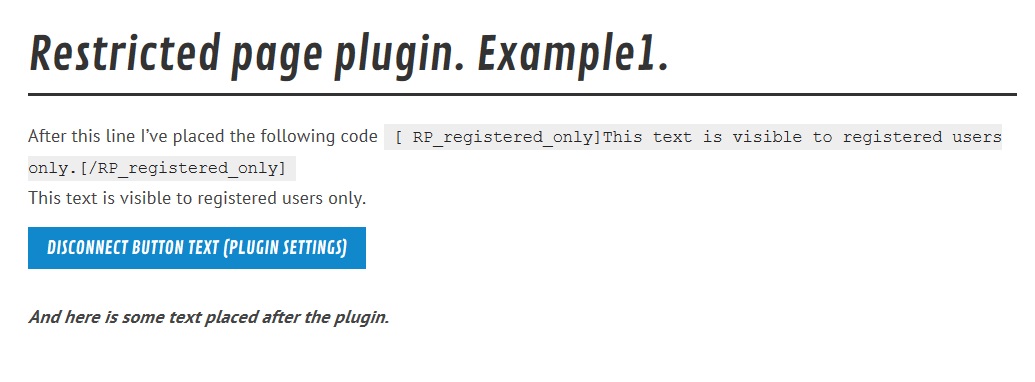 Restricted page plugin. Example1.
After this line I’ve placed the following code [ RP_registered_only]This text is visible to registered users
only.[/RP_registered_only]
This text is visible to registered users only.
DISCONNECT BUTTON TEXT (PLUGIN SETTINGS)
And here is some text placed after the plugin.